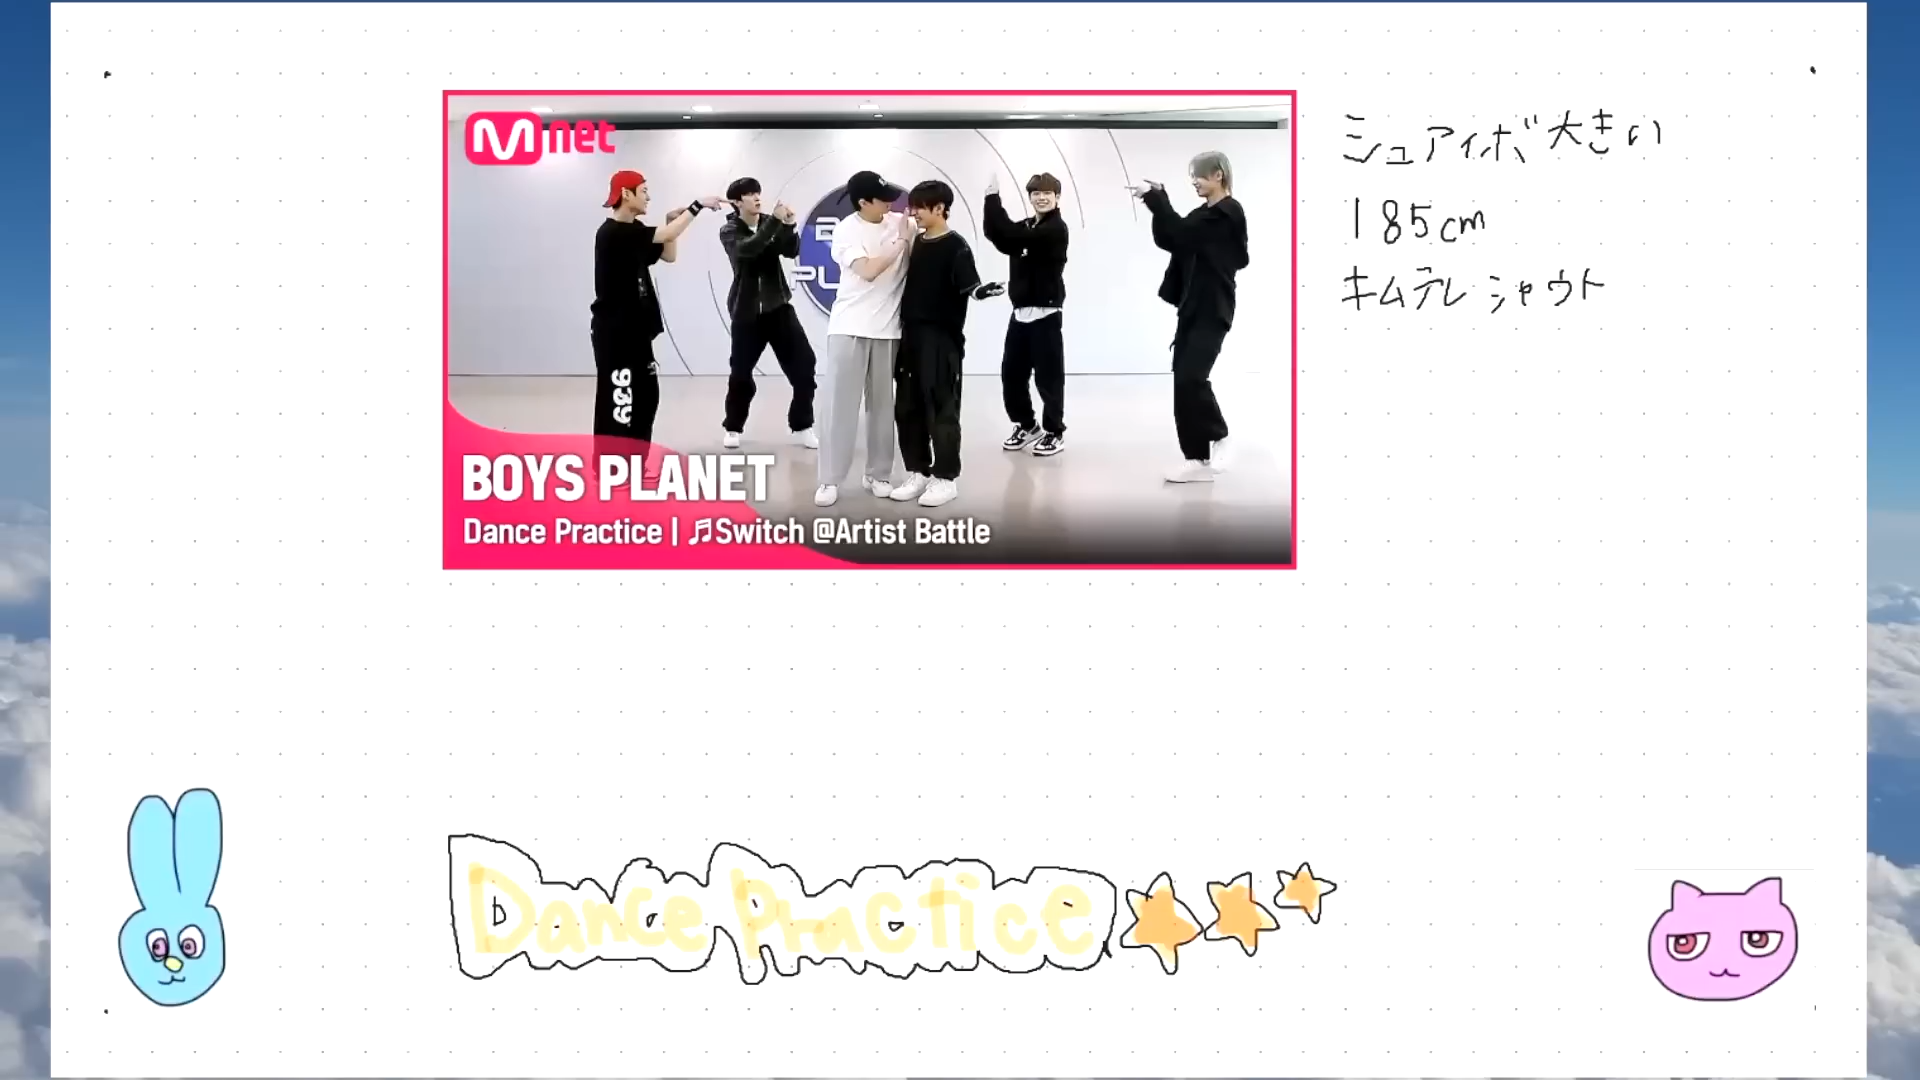 Mnet
B
PL
939
BOYS PLANET
Dance Practice | ♬Switch @Artist Battle
シュアイボ 大きい
185cm
キムテレ シャウト
Dance Practice